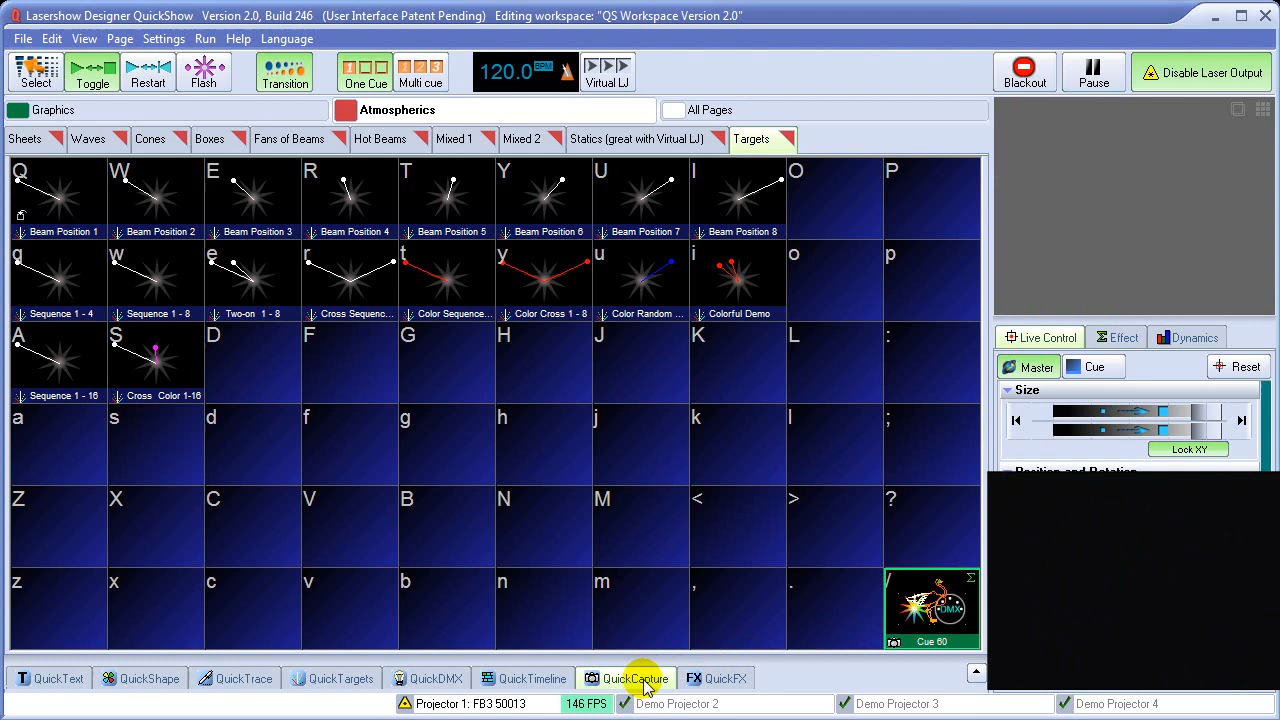 Lasershow Designer QuickShow   Version 2.0, Build 246   (User Interface Patent Pending)   Editing workspace: "QS Workspace Version 2.0"
File Edit View Page Settings Run Help Language
Select Toggle Restart Flash Transition One Cue Multi cue 120.0 BPM Virtual LJ Blackout Pause Disable Laser Output
Graphics Atmospherics All Pages
Sheets Waves Cones Boxes Fans of Beams Hot Beams Mixed 1 Mixed 2 Statics (great with Virtual LJ) Targets
Q W E R T Y U I O P
Beam Position 1 Beam Position 2 Beam Position 3 Beam Position 4 Beam Position 5 Beam Position 6 Beam Position 7 Beam Position 8
q w e r t y u i o p
Sequence 1 - 4 Sequence 1 - 8 Two-on 1 - 8 Cross Sequenc... Color Sequence... Color Cross 1 - 8 Color Random ... Colorful Demo
Live Control Effect Dynamics
A S D F G H J K L :
Master Cue Reset
Size
Sequence 1 - 16 Cross Color 1-16
a s d f g h j k l ;
Lock XY
Position and Rotation
Z X C V B N M < > ?
z x c v b n m , . /
DMX
Cue 60
QuickText QuickShape QuickTrace QuickTargets QuickDMX QuickTimeline QuickCapture FX QuickFX
Projector 1: FB3 50013 146 FPS Demo Projector 2 Demo Projector 3 Demo Projector 4